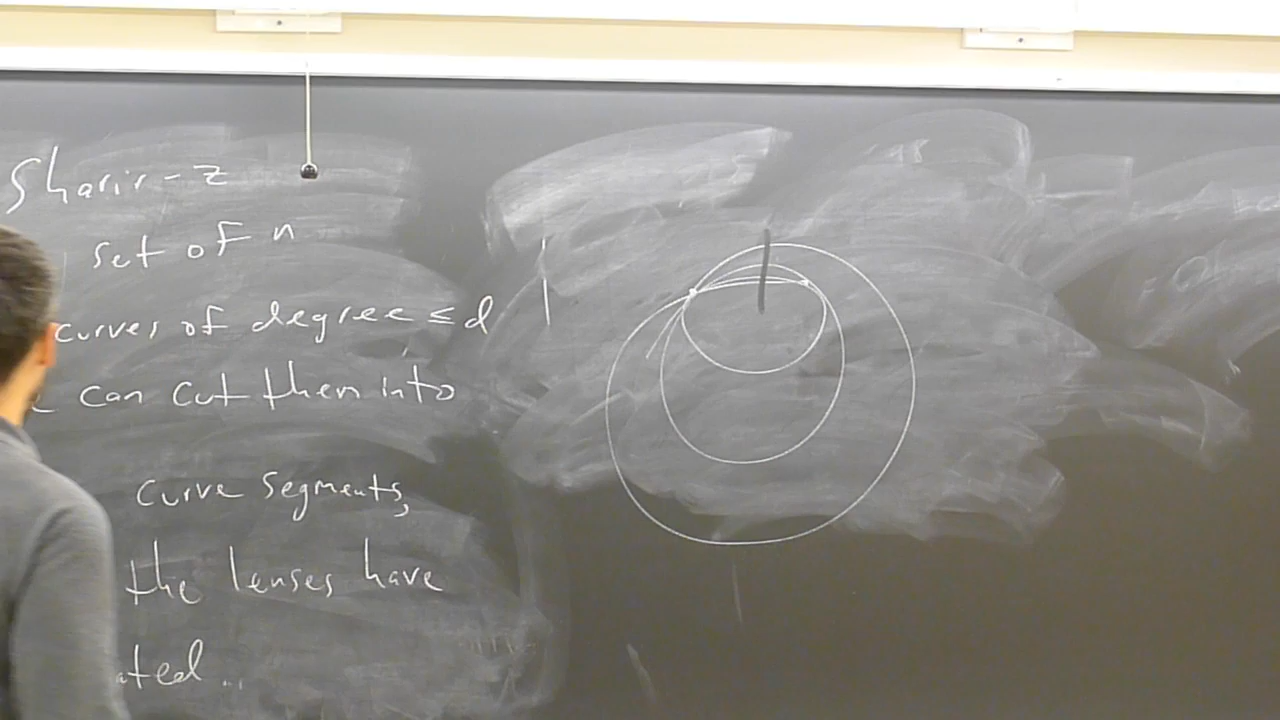 Sharir-Z
set of n
curves of degree ≤ d
can cut them into
curve segments,
the lenses have
ated..